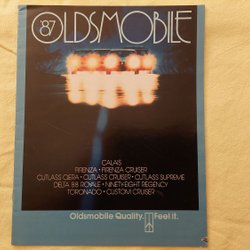 '87 OLDSMOBILE
CALAIS
FIRENZA • FIRENZA CRUISER
CUTLASS CIERA • CUTLASS CRUISER • CUTLASS SUPREME
DELTA 88 ROYALE • NINETY-EIGHT REGENCY
TORONADO • CUSTOM CRUISER
Oldsmobile Quality. Feel it.